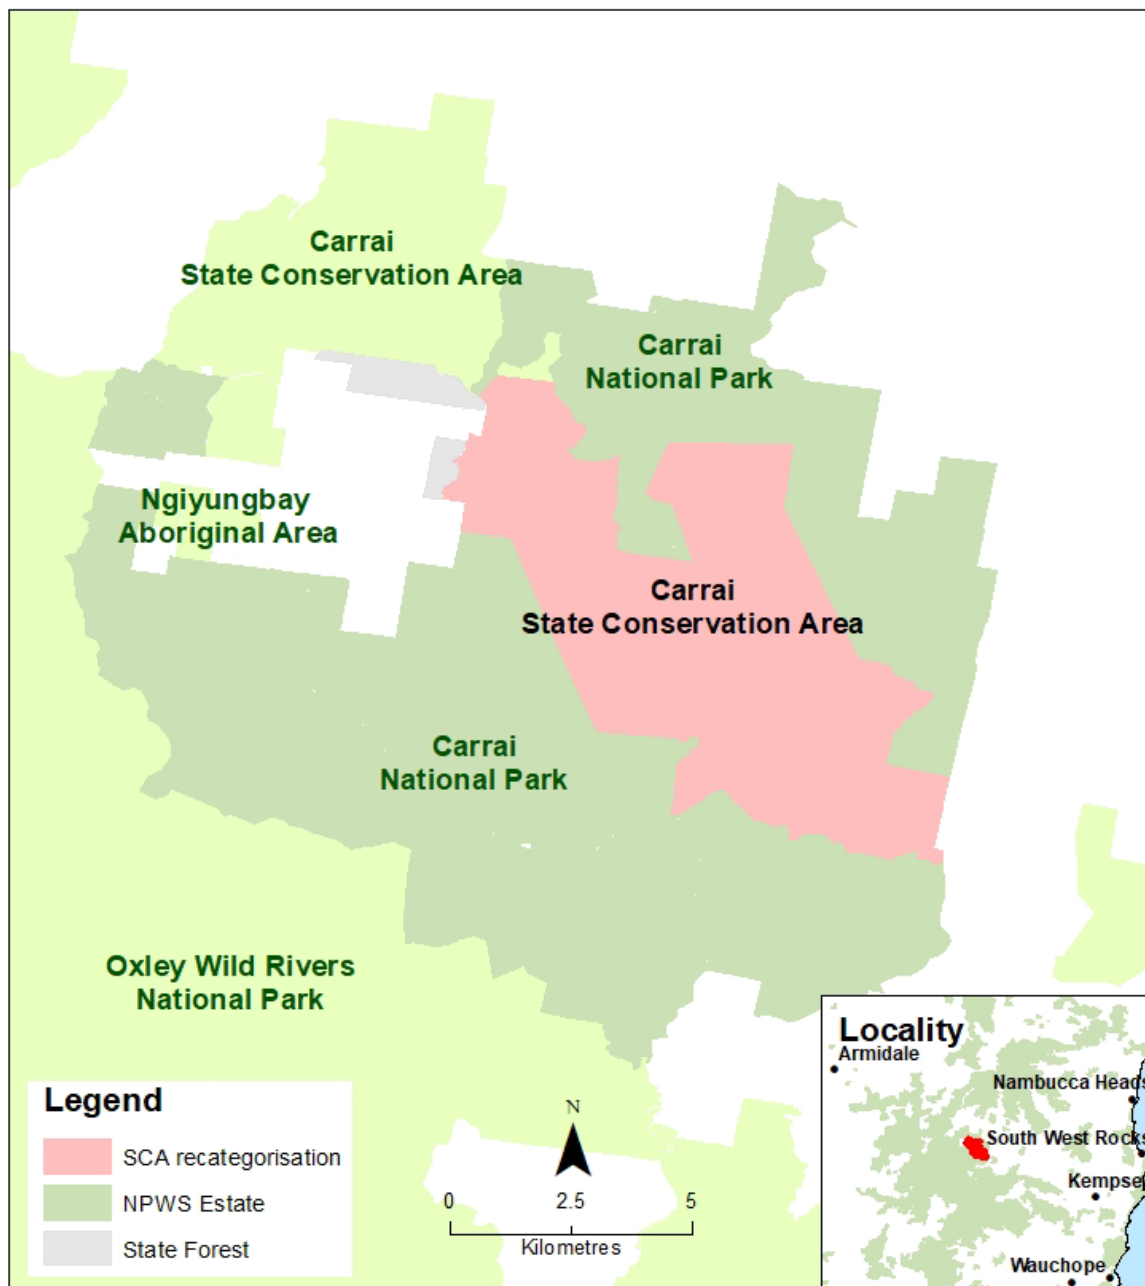 Carrai
State Conservation Area
Carrai
National Park
Ngiyungbay
Aboriginal Area
Carrai
State Conservation Area
Carrai
National Park
Oxley Wild Rivers
National Park
Legend
SCA recategorisation
NPWS Estate
State Forest
N
0 2.5 5
Kilometres
Locality
Armidale
Nambucca Heads
South West Rocks
Kempse
Wauchope